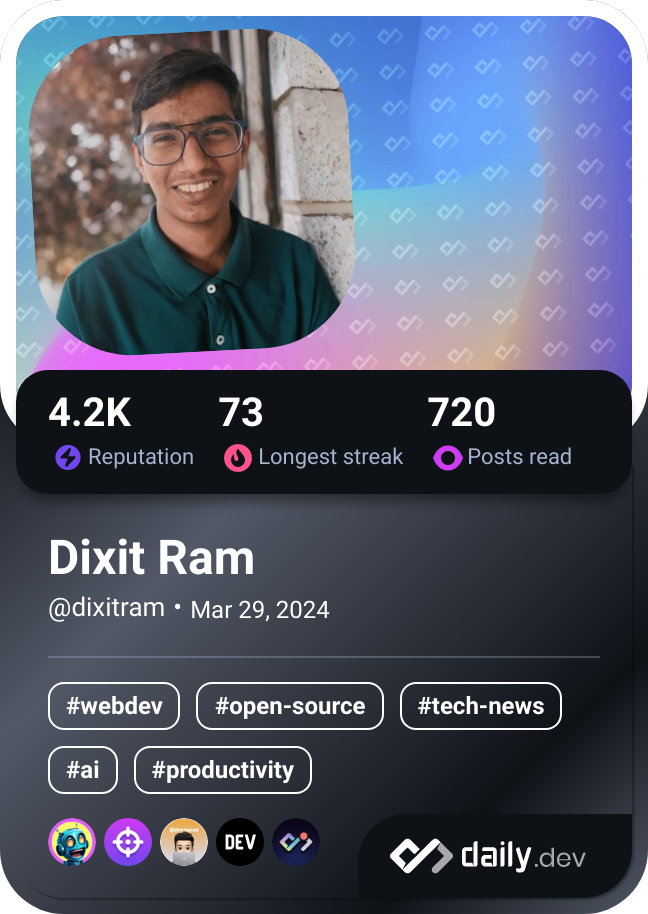 4.2K 73 720
Reputation Longest streak Posts read
Dixit Ram
@dixitram • Mar 29, 2024
#webdev #open-source #tech-news
#ai #productivity
DEV
daily.dev